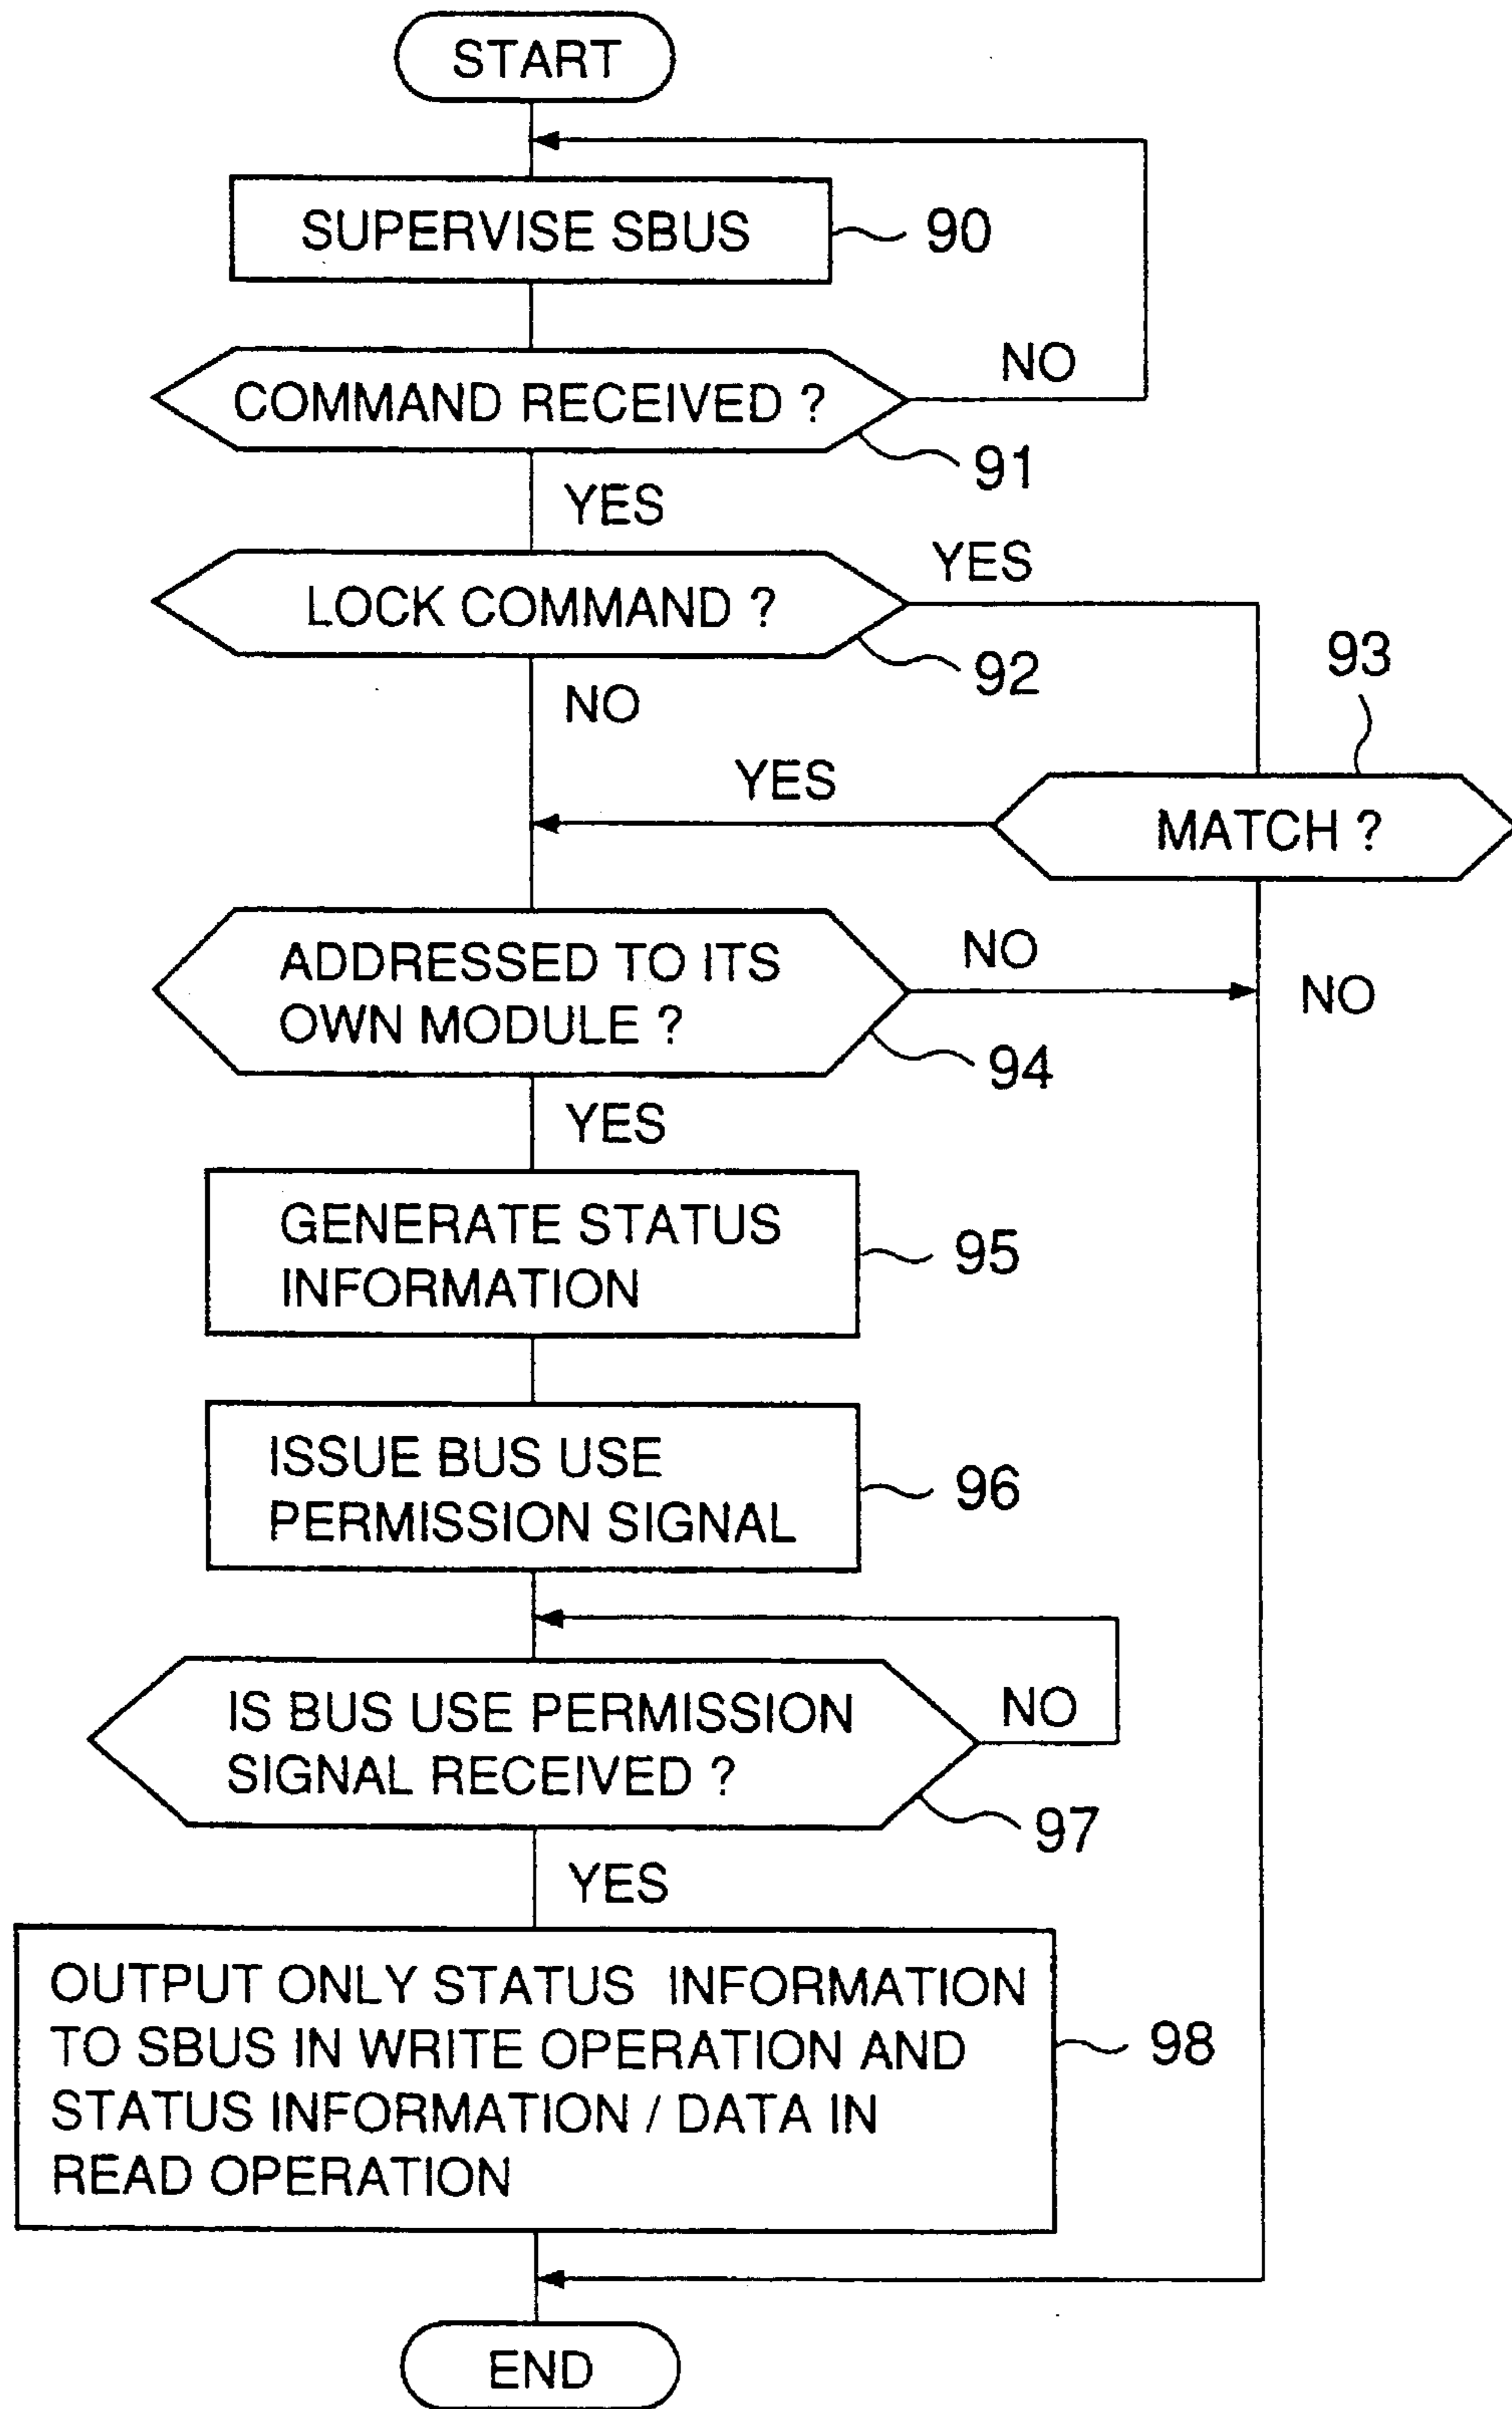 START
SUPERVISE SBUS
90
COMMAND RECEIVED ?
NO
91
YES
LOCK COMMAND ?
YES
92
NO
93
MATCH ?
YES
NO
ADDRESSED TO ITS
OWN MODULE ?
NO
94
YES
GENERATE STATUS
INFORMATION
95
ISSUE BUS USE
PERMISSION SIGNAL
96
IS BUS USE PERMISSION
SIGNAL RECEIVED ?
NO
97
YES
OUTPUT ONLY STATUS INFORMATION
TO SBUS IN WRITE OPERATION AND
STATUS INFORMATION / DATA IN
READ OPERATION
98
END